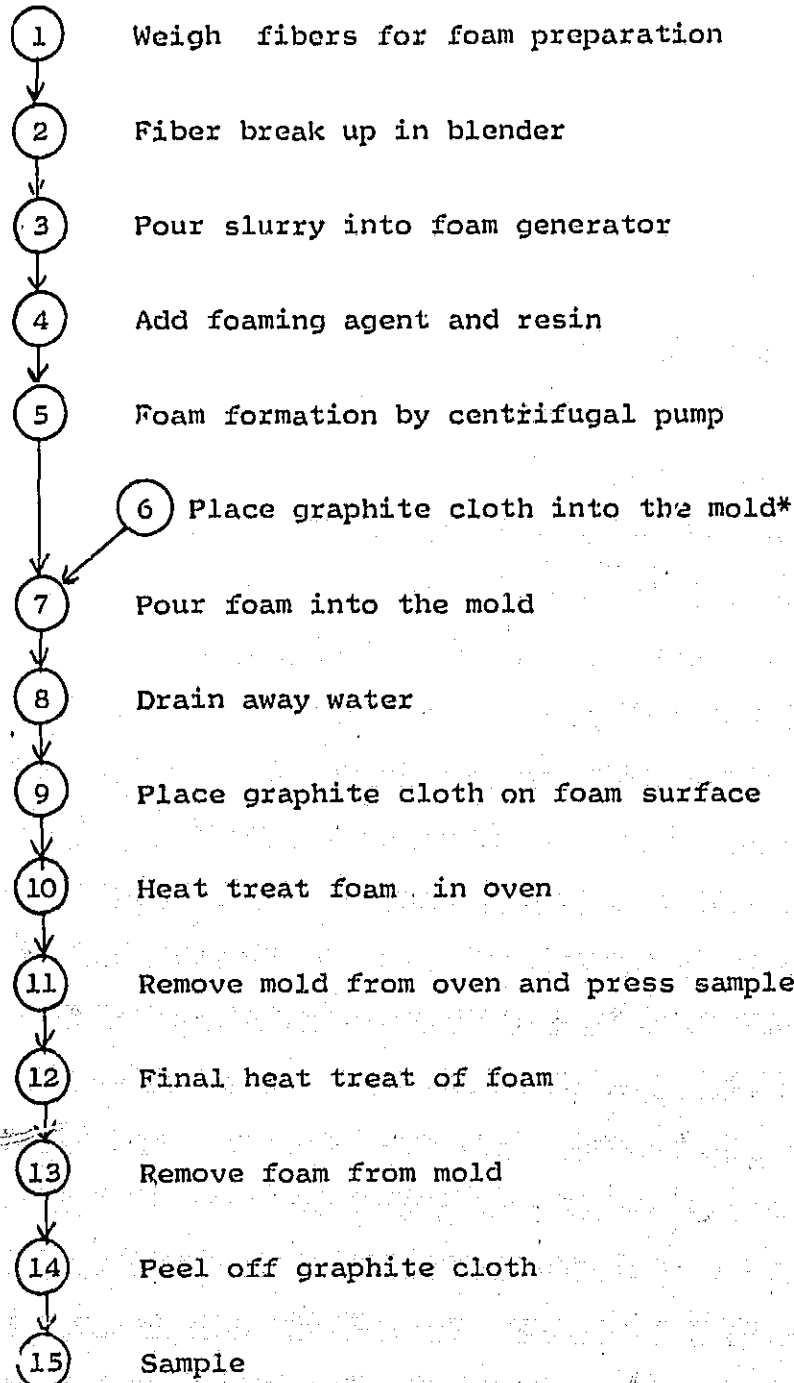 1 Weigh fibers for foam preparation
2 Fiber break up in blender
3 Pour slurry into foam generator
4 Add foaming agent and resin
5 Foam formation by centrifugal pump
6 Place graphite cloth into the mold*
7 Pour foam into the mold
8 Drain away water
9 Place graphite cloth on foam surface
10 Heat treat foam in oven
11 Remove mold from oven and press sample
12 Final heat treat of foam
13 Remove foam from mold
14 Peel off graphite cloth
15 Sample